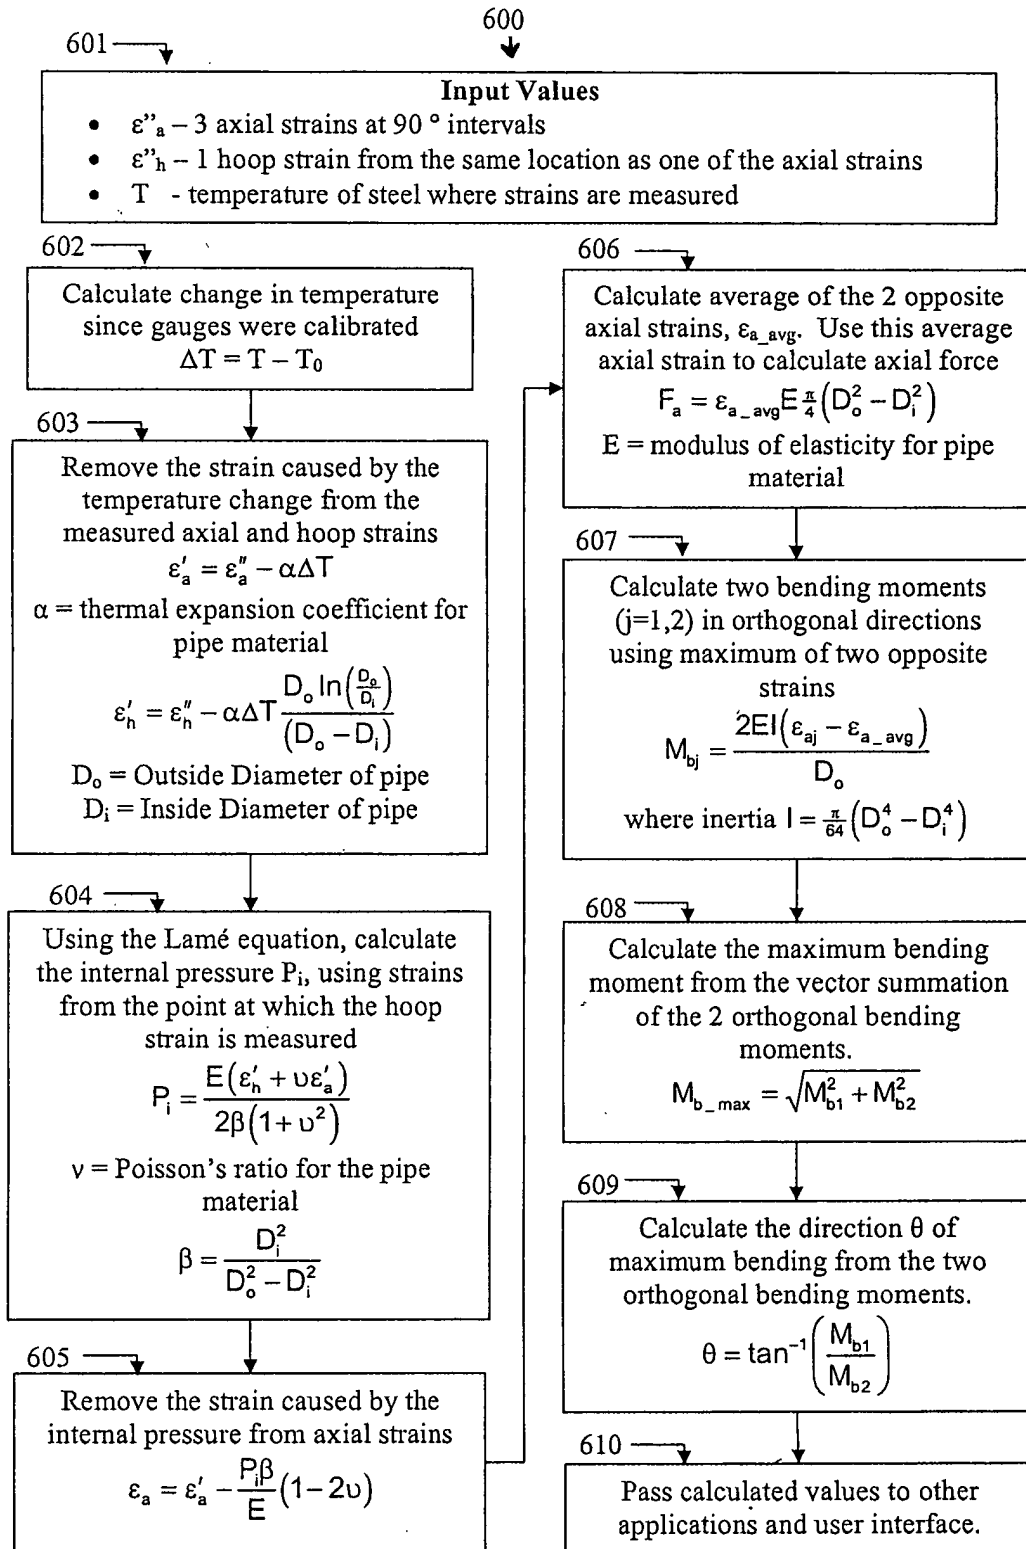 600
601
Input Values
• ε”a – 3 axial strains at 90 ° intervals
• ε”h – 1 hoop strain from the same location as one of the axial strains
• T - temperature of steel where strains are measured
602
Calculate change in temperature
since gauges were calibrated
ΔT = T – T₀
603
Remove the strain caused by the
temperature change from the
measured axial and hoop strains
ε′a = ε″a − αΔT
α = thermal expansion coefficient for
pipe material
ε′h = ε″h − αΔT Do ln(Do/Di) / (Do − Di)
Do = Outside Diameter of pipe
Di = Inside Diameter of pipe
604
Using the Lamé equation, calculate
the internal pressure Pi, using strains
from the point at which the hoop
strain is measured
Pi = E(ε′h + υε′a) / 2β(1 + υ²)
ν = Poisson’s ratio for the pipe
material
β = Di² / (Do² − Di²)
605
Remove the strain caused by the
internal pressure from axial strains
εa = ε′a − Piβ/E (1 − 2υ)
606
Calculate average of the 2 opposite
axial strains, εa_avg. Use this average
axial strain to calculate axial force
Fa = εa_avg E π/4 (Do² − Di²)
E = modulus of elasticity for pipe
material
607
Calculate two bending moments
(j=1,2) in orthogonal directions
using maximum of two opposite
strains
Mbj = 2EI(εaj − εa_avg) / Do
where inertia I = π/64 (Do⁴ − Di⁴)
608
Calculate the maximum bending
moment from the vector summation
of the 2 orthogonal bending
moments.
Mb_max = √(Mb1² + Mb2²)
609
Calculate the direction θ of
maximum bending from the two
orthogonal bending moments.
θ = tan⁻¹(Mb1/Mb2)
610
Pass calculated values to other
applications and user interface.